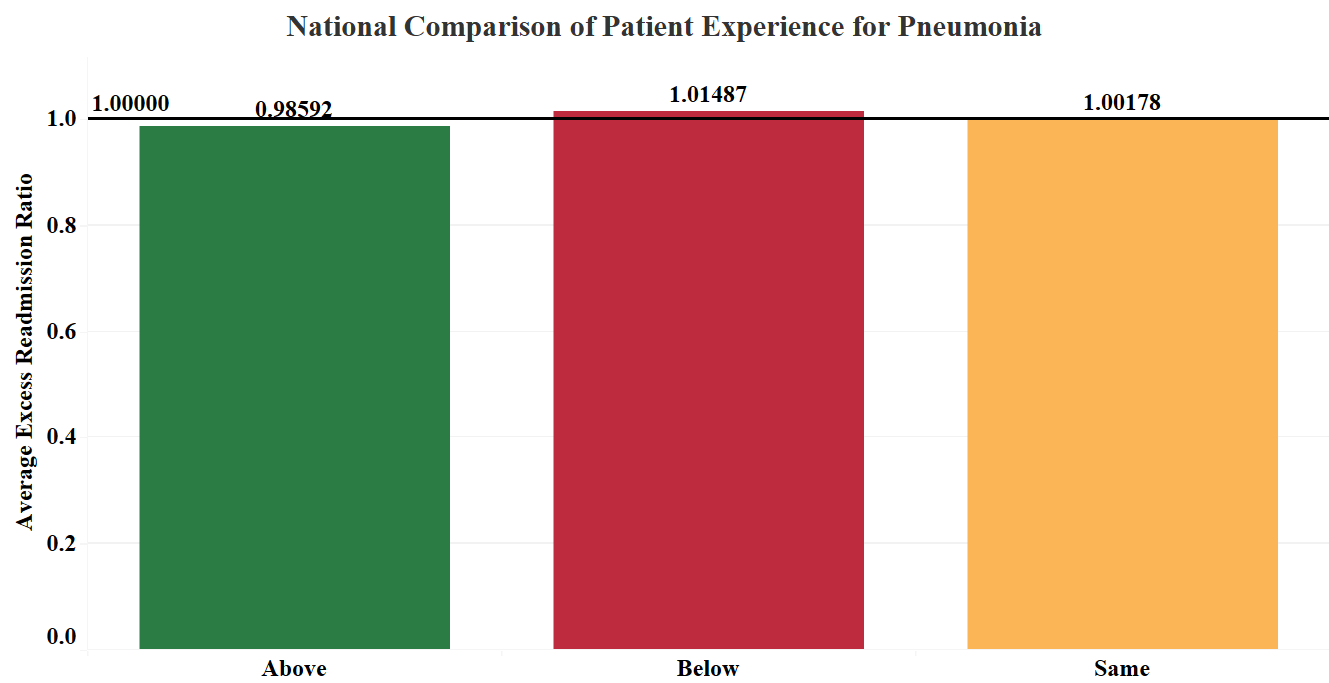 National Comparison of Patient Experience for Pneumonia
1.01487
1.00000
0.98592
1.00178
1.0
0.8
0.6
0.4
0.2
0.0
Average Excess Readmission Ratio
Above
Below
Same